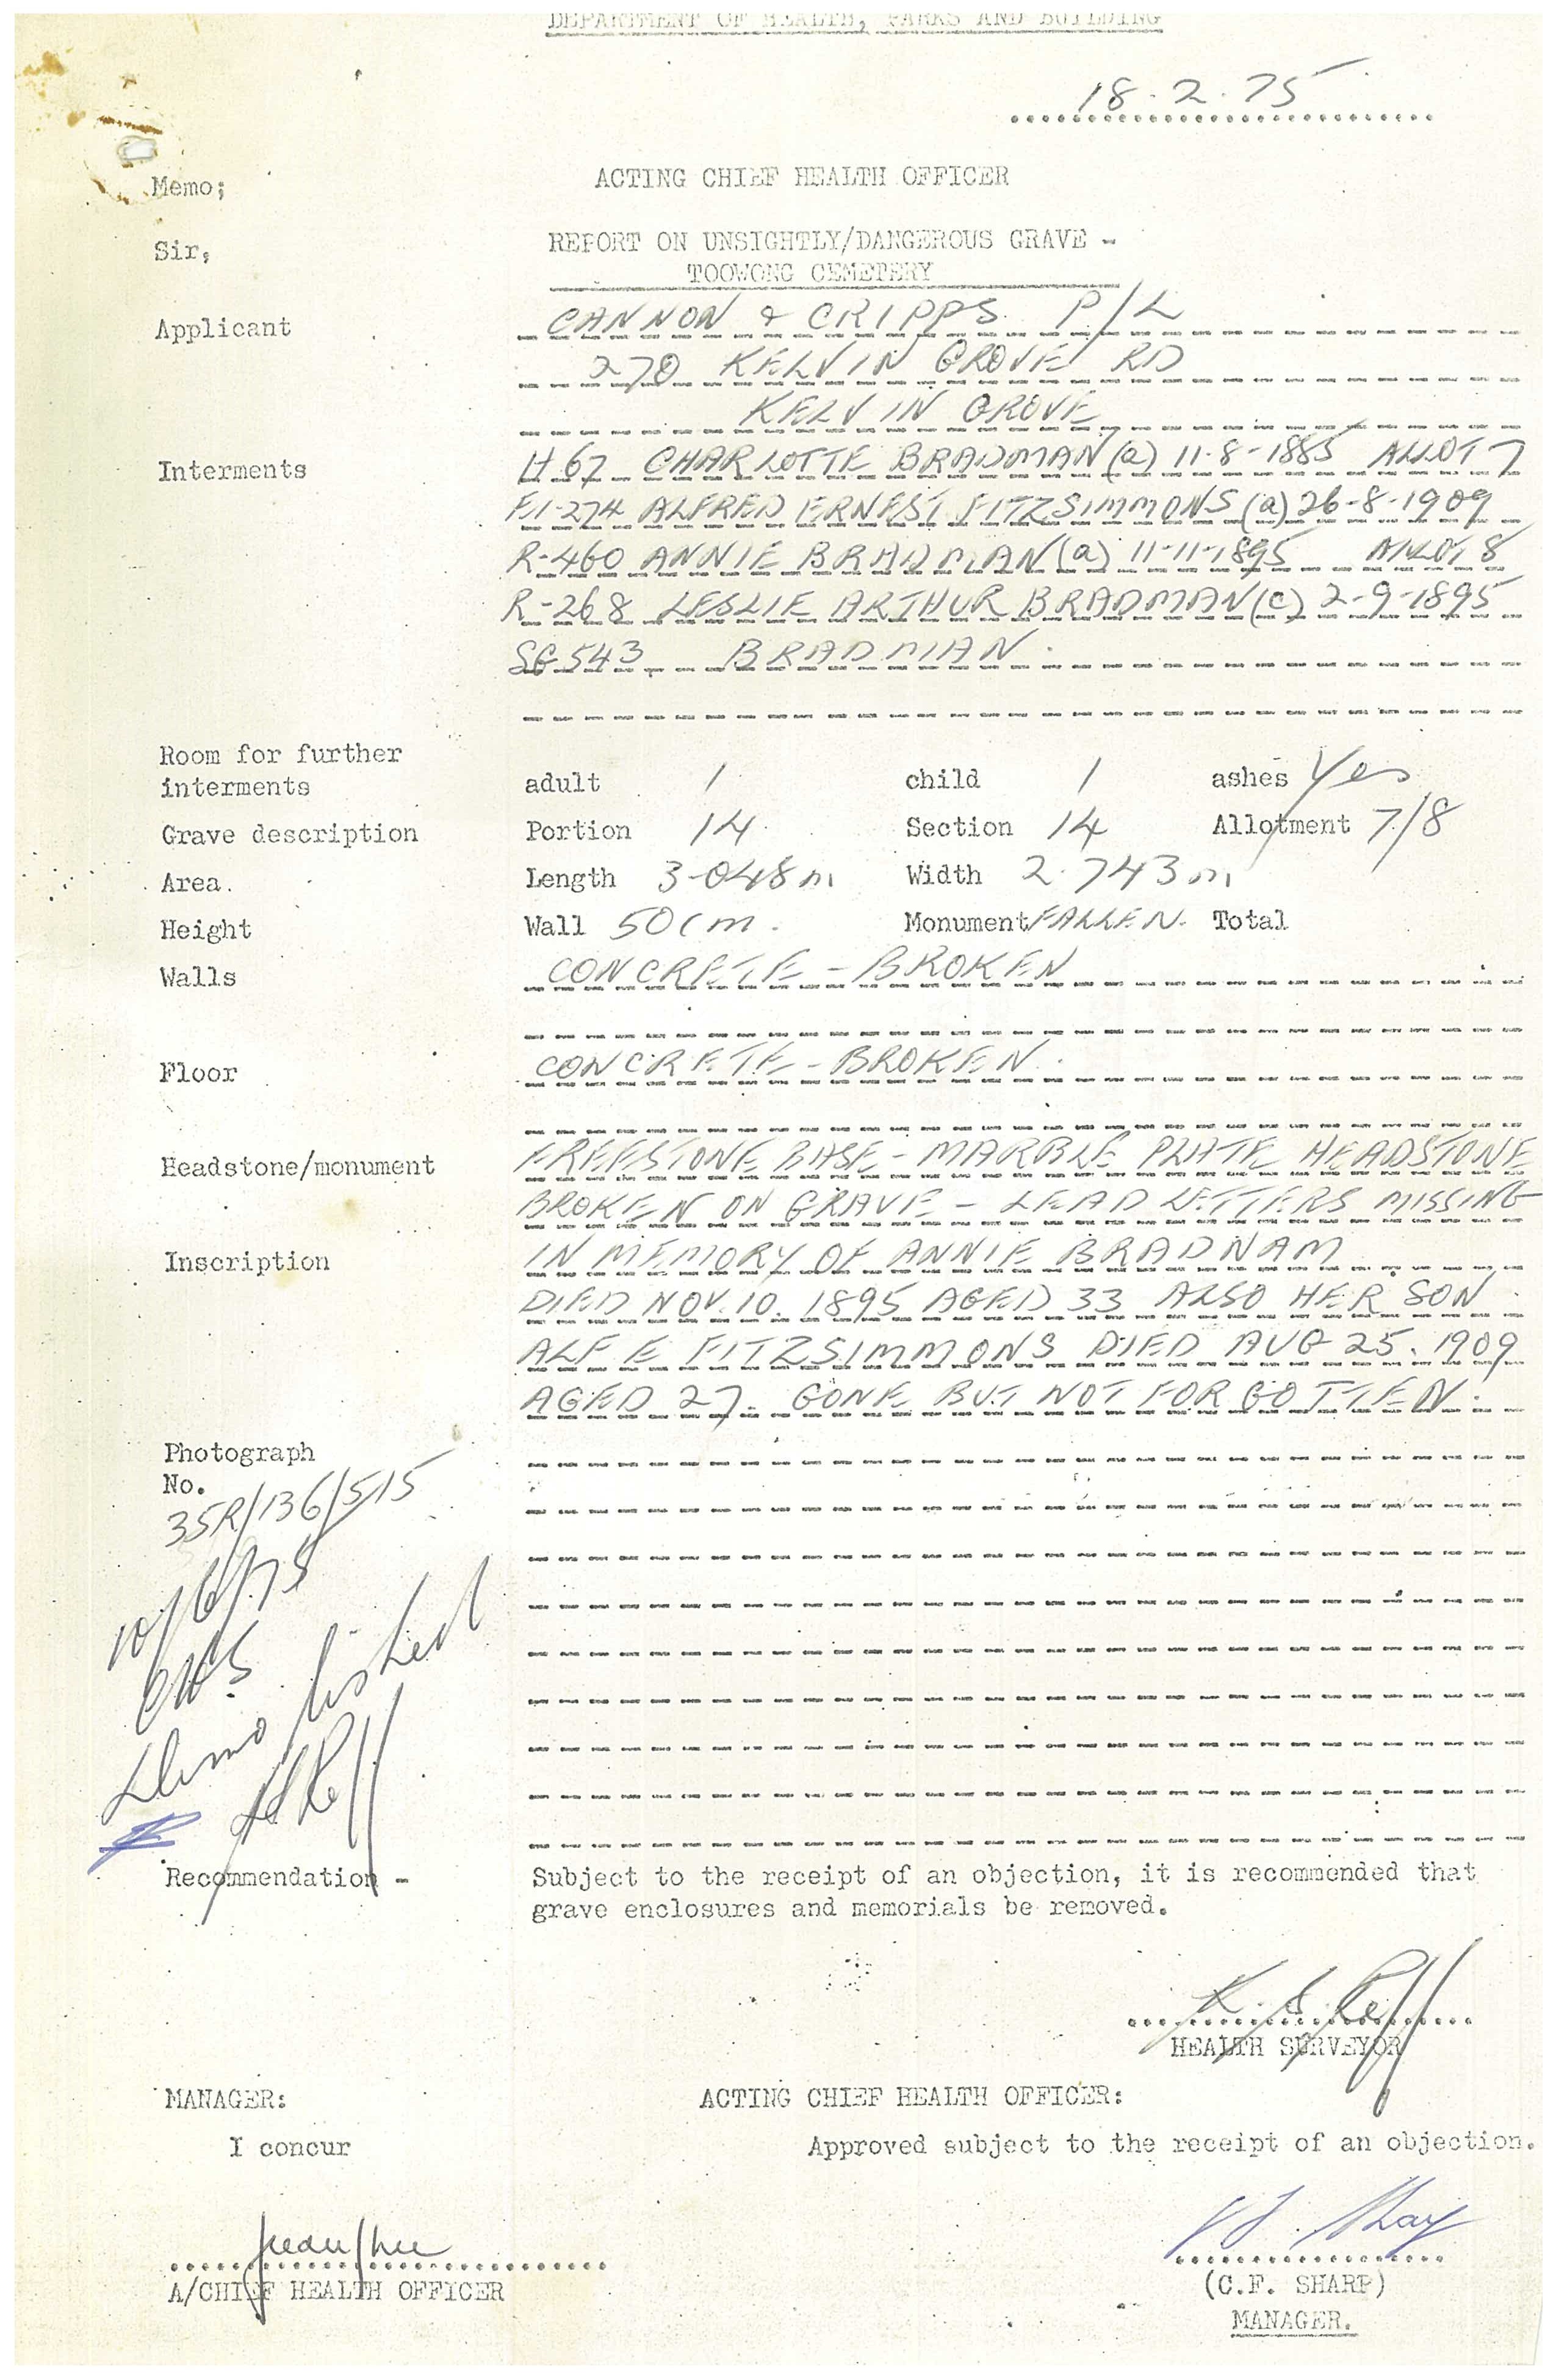 DEPARTMENT OF HEALTH, PARKS AND BUILDING
18.2.75
Memo; ACTING CHIEF HEALTH OFFICER
Sir, REPORT ON UNSIGHTLY/DANGEROUS GRAVE -
TOOWONG CEMETERY
Applicant CANNON & CRIPPS. P/L
270 KELVIN GROVE RD
KELVIN GROVE
Interments H.67 CHARLOTTE BRADMAN (a) 11-8-1885 ALLOT 7
F.1-274 ALFRED ERNEST FITZSIMMONS (a) 26-8-1909
R-460 ANNIE BRADMAN (a) 11-11-1895 ALLOT 8
R-268 LESLIE ARTHUR BRADMAN (c) 2-9-1895
SG 543 BRADMAN.
Room for further
interments adult 1 child 1 ashes Yes
Grave description Portion 14. Section 14 Allotment 7/8
Area. Length 3.048m Width 2.743m
Height Wall 50cm. Monument FALLEN. Total
Walls CONCRETE - BROKEN
Floor CONCRETE - BROKEN.
Headstone/monument FREESTONE BASE - MARBLE PLATE HEADSTONE
BROKEN ON GRAVE - LEAD LETTERS MISSING
Inscription IN MEMORY OF ANNIE BRADNAM
DIED NOV. 10. 1895 AGED 33 ALSO HER SON
ALF E FITZSIMMONS DIED AUG 25. 1909
AGED 27. GONE BUT NOT FORGOTTEN.
Photograph
No.
35R/136/5/15
10/6/75
Demolished
Recommendation - Subject to the receipt of an objection, it is recommended that
grave enclosures and memorials be removed.
HEALTH SURVEYOR
MANAGER: ACTING CHIEF HEALTH OFFICER:
I concur Approved subject to the receipt of an objection.
A/CHIEF HEALTH OFFICER
(C.F. SHARP)
MANAGER.